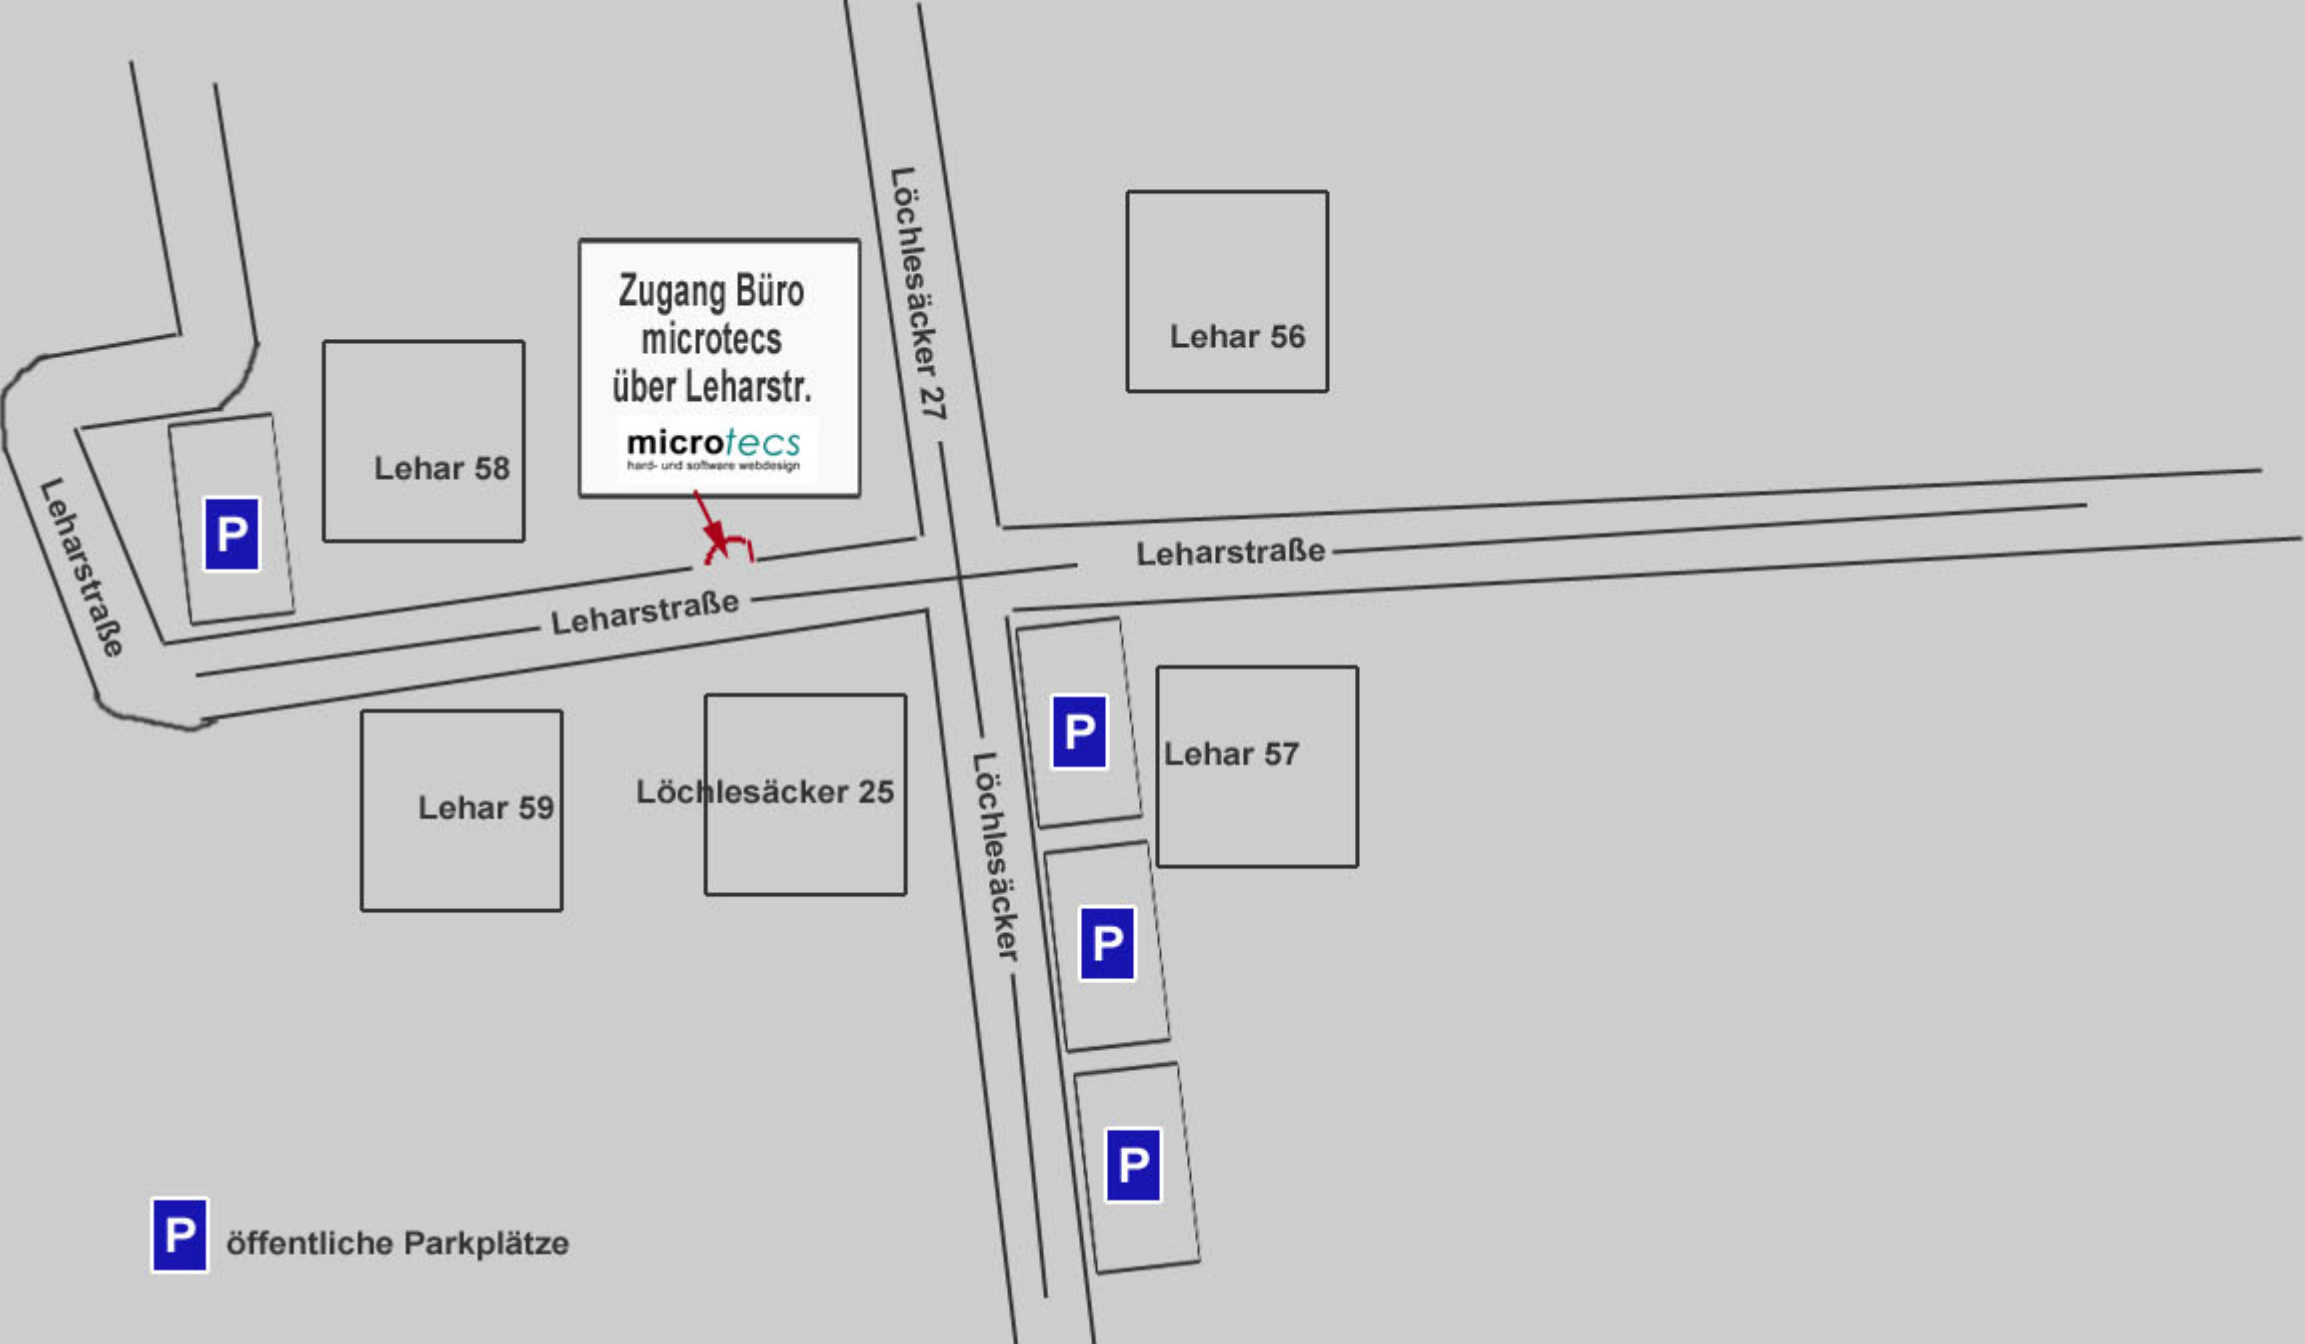 Löchlesäcker 27
Zugang Büro
microtecs
über Leharstr.
microtecs
hard- und software webdesign
Lehar 56
Lehar 58
P
Leharstraße
Leharstraße
Leharstraße
P
Lehar 57
Löchlesäcker
Löchlesäcker 25
Lehar 59
P
P
P öffentliche Parkplätze